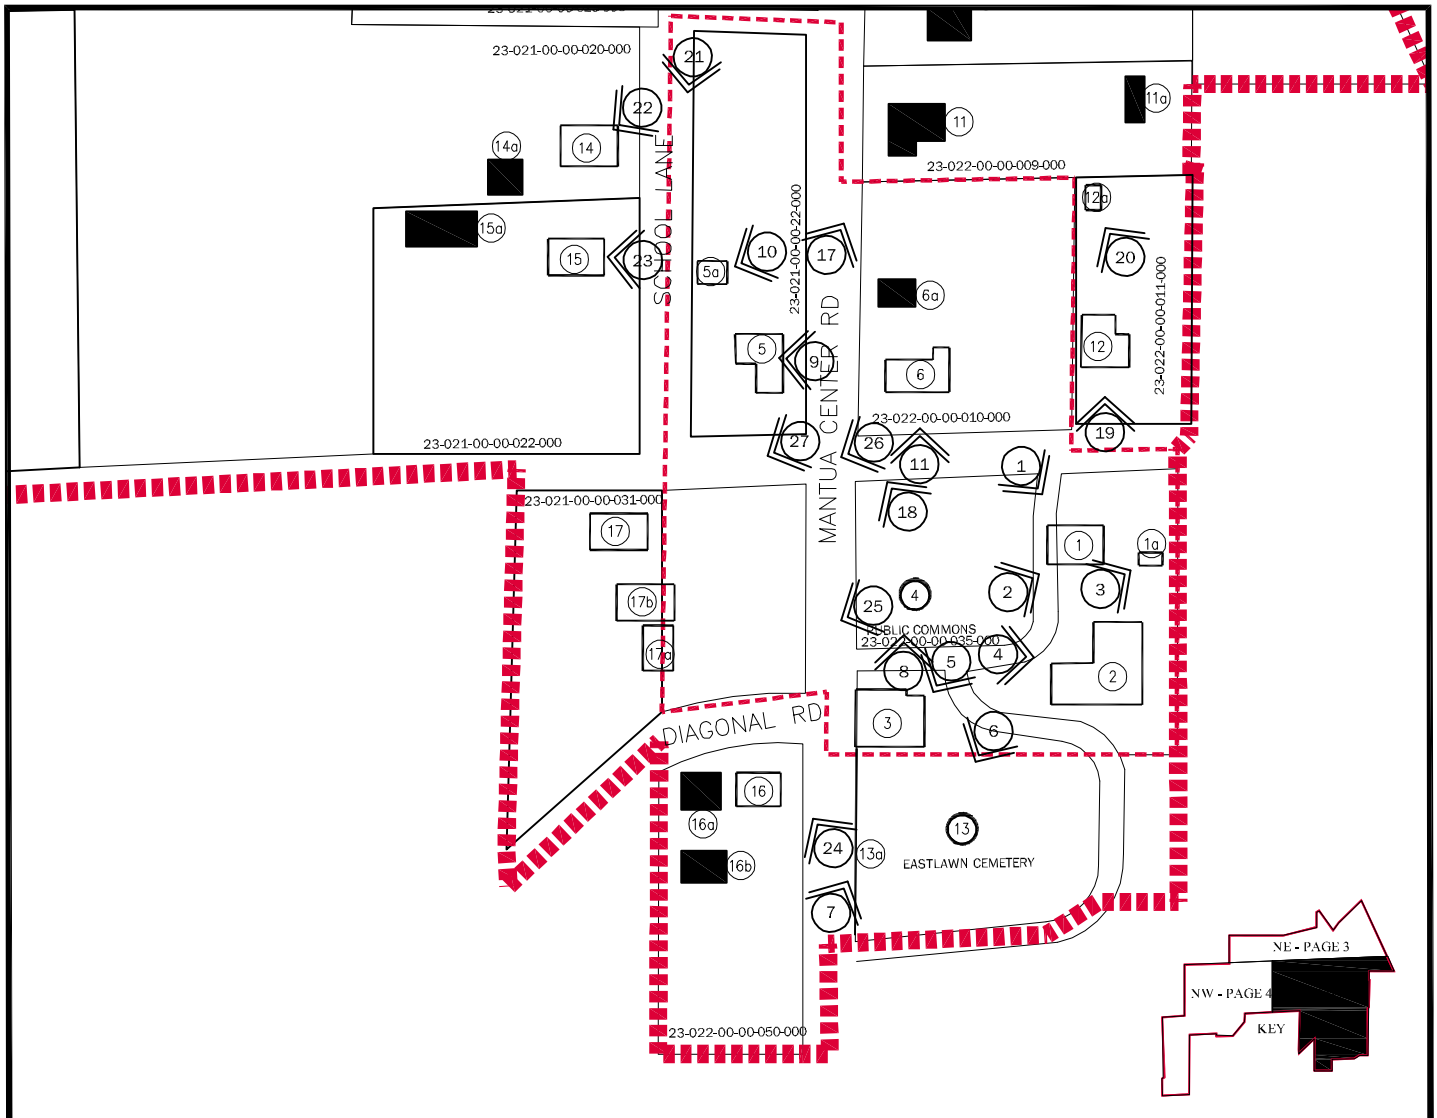 23-021-00-00-020-000
21
22
14
14a
11
11a
23-022-00-00-009-000
SCHOOL LANE
15a
15
23
5a
10
17
23-021-00-00-22-000
12a
20
6a
23-022-00-00-011-000
5
9
MANTUA CENTER RD
6
12
23-022-00-00-010-000
19
23-021-00-00-022-000
27
26
11
1
23-021-00-00-031-000
18
17
1
1a
17b
25
4
2
3
PUBLIC COMMONS
17a
8
5
4
2
DIAGONAL RD
3
6
16
16a
13
24
13a
EASTLAWN CEMETERY
16b
7
NE - PAGE 3
NW - PAGE 4
KEY
23-022-00-00-050-000